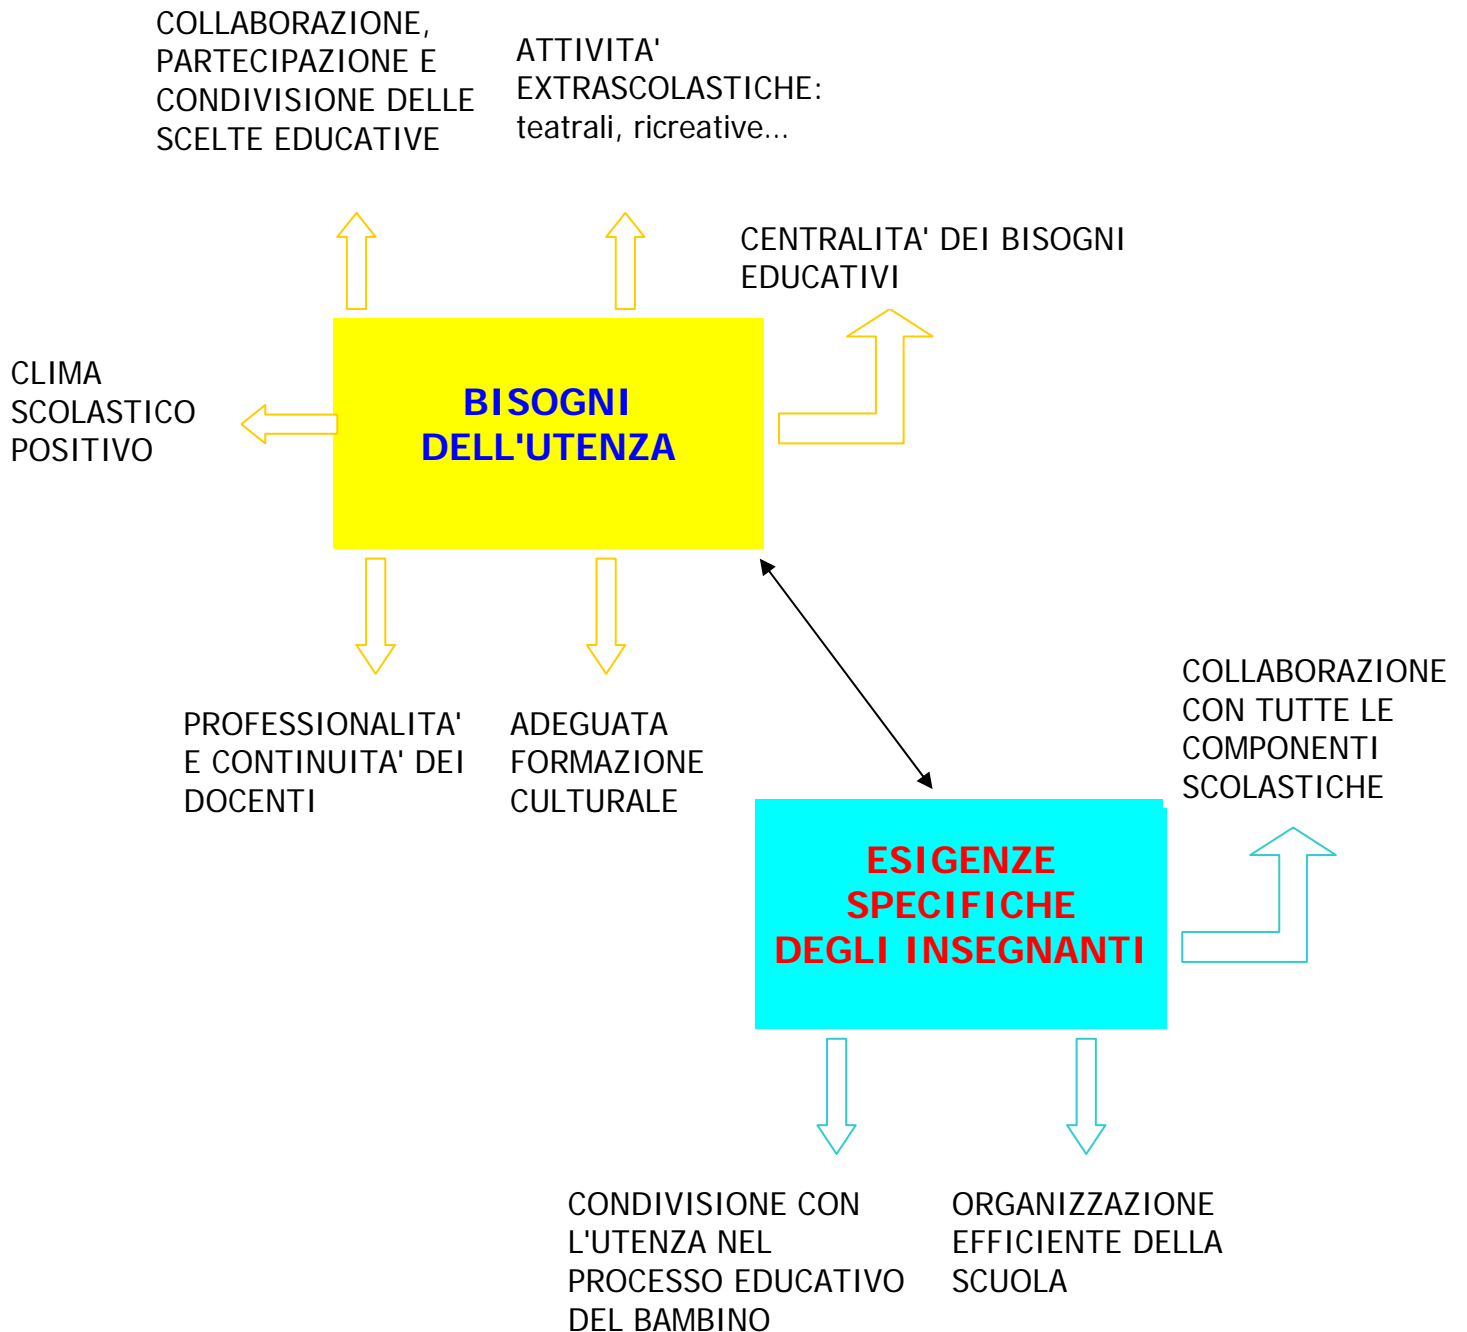 COLLABORAZIONE,
PARTECIPAZIONE E
CONDIVISIONE DELLE
SCELTE EDUCATIVE
ATTIVITA'
EXTRASCOLASTICHE:
teatrali, ricreative...
CENTRALITA' DEI BISOGNI
EDUCATIVI
CLIMA
SCOLASTICO
POSITIVO
BISOGNI
DELL'UTENZA
PROFESSIONALITA'
E CONTINUITA' DEI
DOCENTI
ADEGUATA
FORMAZIONE
CULTURALE
COLLABORAZIONE
CON TUTTE LE
COMPONENTI
SCOLASTICHE
ESIGENZE
SPECIFICHE
DEGLI INSEGNANTI
CONDIVISIONE CON
L'UTENZA NEL
PROCESSO EDUCATIVO
DEL BAMBINO
ORGANIZZAZIONE
EFFICIENTE DELLA
SCUOLA